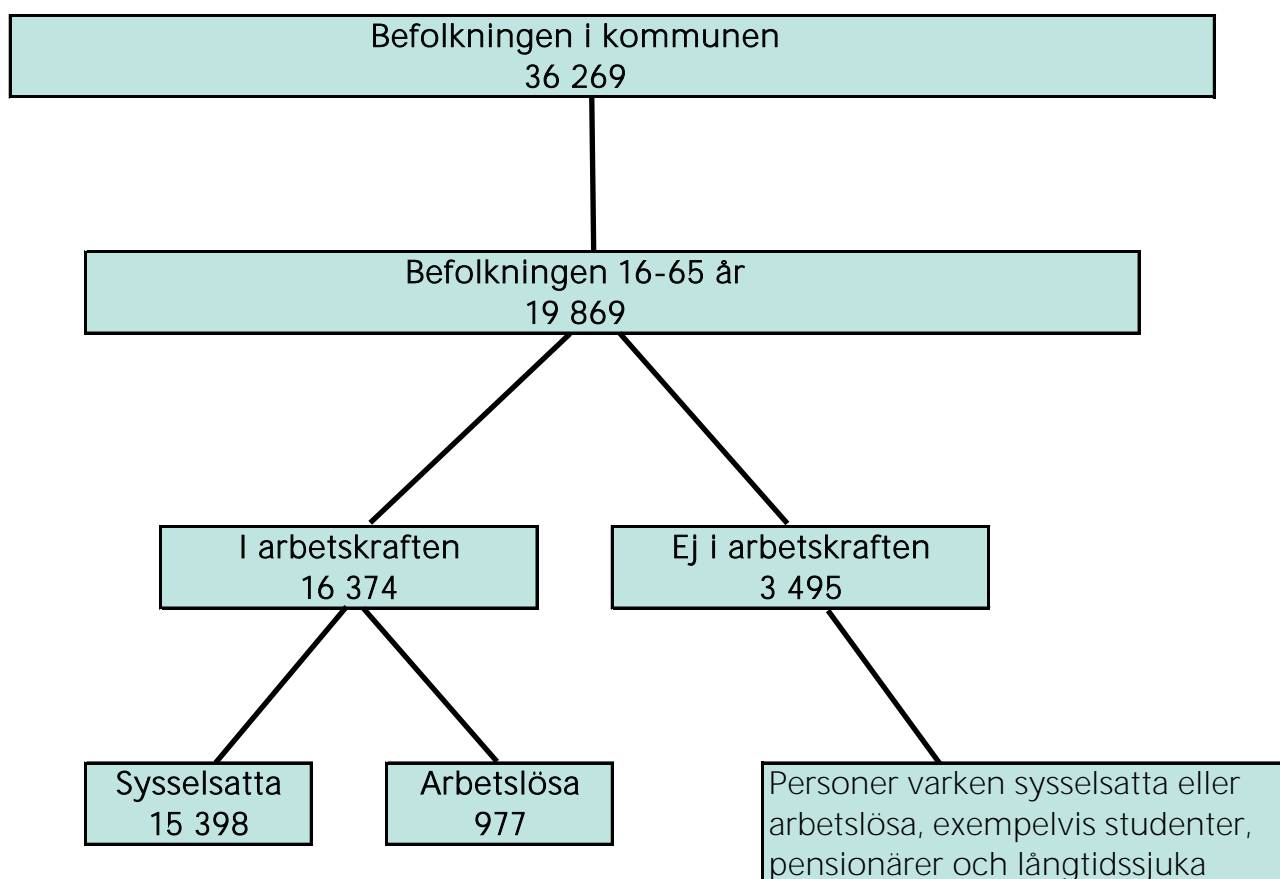 Befolkningen i kommunen
36 269
Befolkningen 16-65 år
19 869
I arbetskraften
16 374
Ej i arbetskraften
3 495
Sysselsatta
15 398
Arbetslösa
977
Personer varken sysselsatta eller
arbetslösa, exempelvis studenter,
pensionärer och långtidssjuka